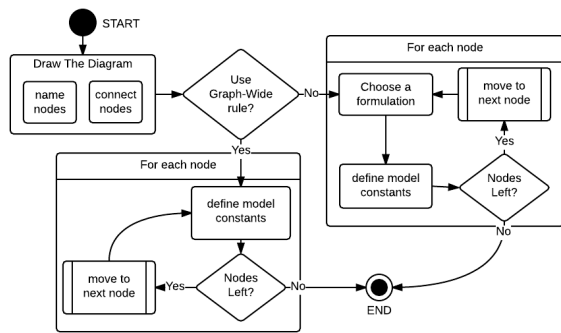 START
Draw The Diagram
name
nodes
connect
nodes
Use
Graph-Wide
rule?
No
Yes
For each node
Choose a
formulation
move to
next node
Yes
define model
constants
Nodes
Left?
No
For each node
define model
constants
move to
next node
Yes
Nodes
Left?
No
END